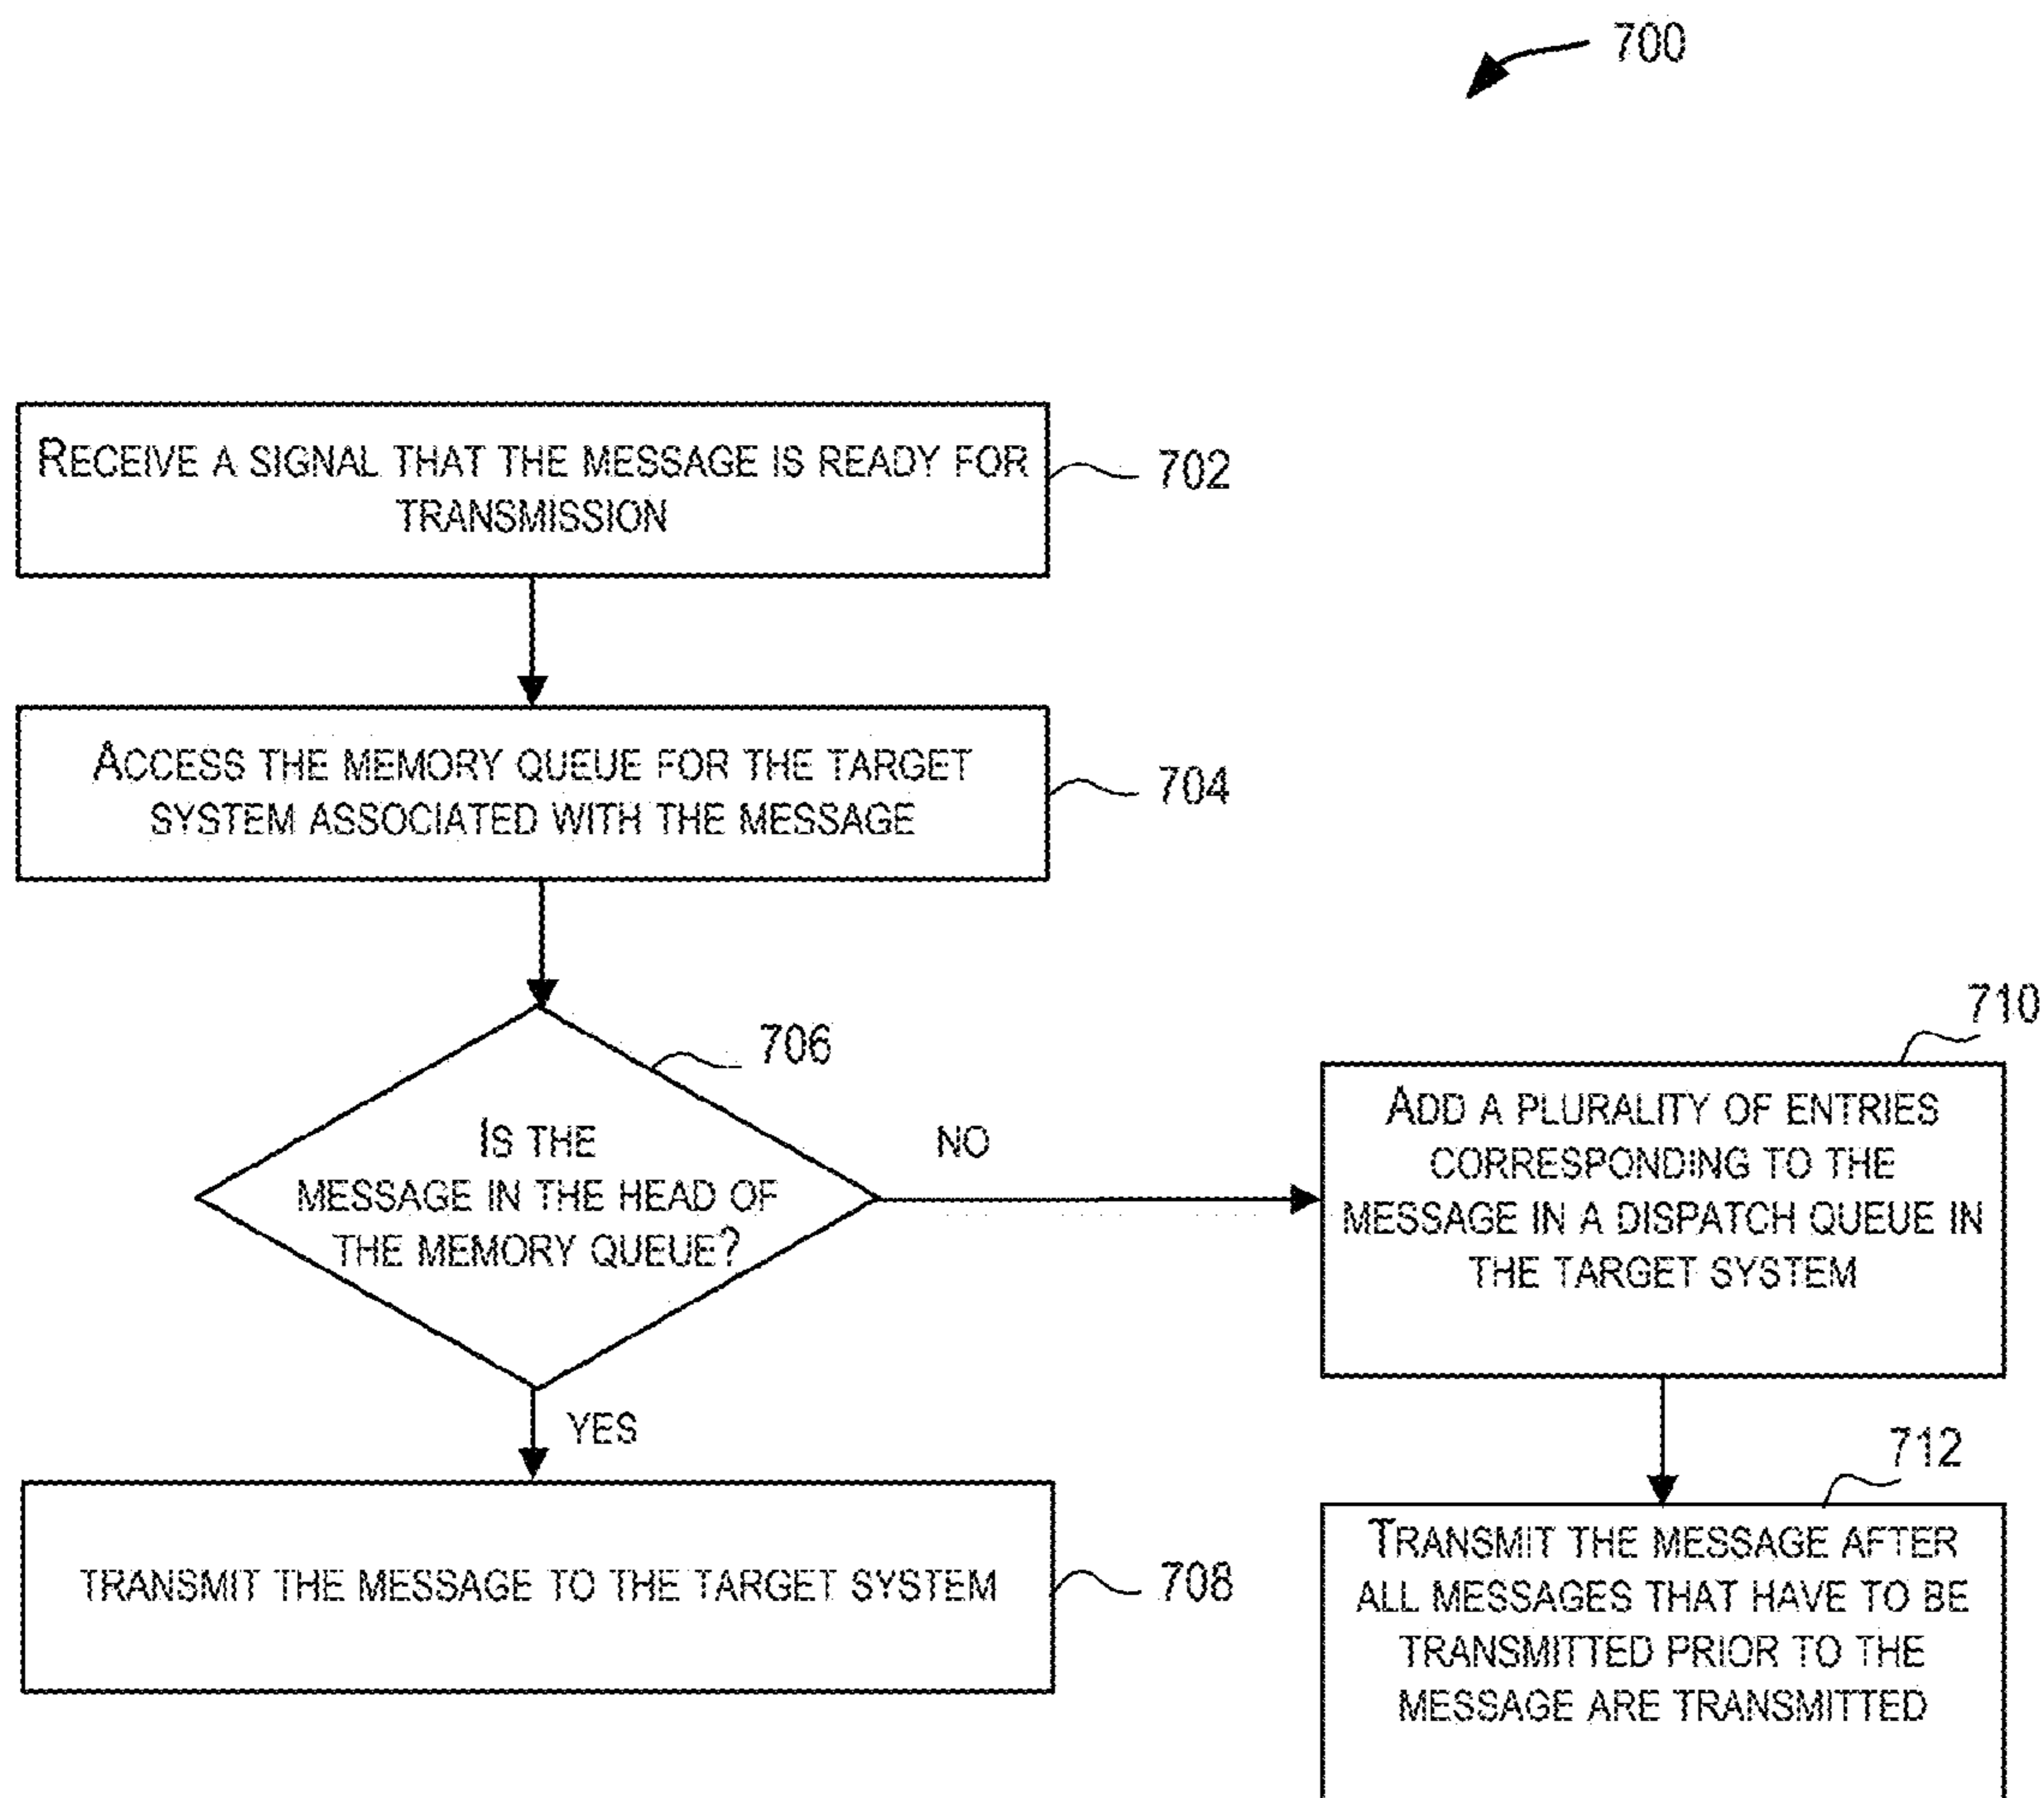 700
RECEIVE A SIGNAL THAT THE MESSAGE IS READY FOR
TRANSMISSION
702
ACCESS THE MEMORY QUEUE FOR THE TARGET
SYSTEM ASSOCIATED WITH THE MESSAGE
704
706
IS THE
MESSAGE IN THE HEAD OF
THE MEMORY QUEUE?
NO
YES
TRANSMIT THE MESSAGE TO THE TARGET SYSTEM
708
710
ADD A PLURALITY OF ENTRIES
CORRESPONDING TO THE
MESSAGE IN A DISPATCH QUEUE IN
THE TARGET SYSTEM
712
TRANSMIT THE MESSAGE AFTER
ALL MESSAGES THAT HAVE TO BE
TRANSMITTED PRIOR TO THE
MESSAGE ARE TRANSMITTED